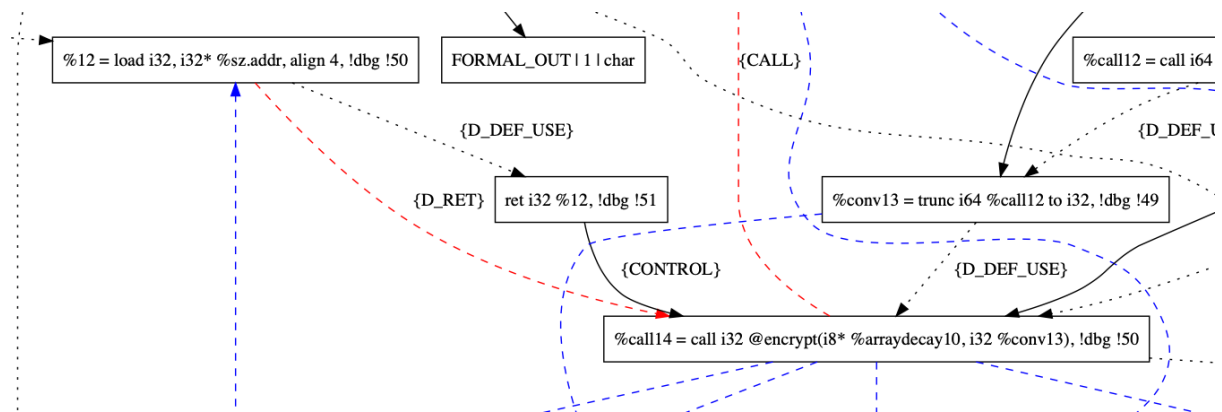 %12 = load i32, i32* %sz.addr, align 4, !dbg !50
FORMAL_OUT | 1 | char
{CALL}
%call12 = call i64
{D_DEF_USE}
{D_DEF_U
{D_RET}
ret i32 %12, !dbg !51
%conv13 = trunc i64 %call12 to i32, !dbg !49
{CONTROL}
{D_DEF_USE}
%call14 = call i32 @encrypt(i8* %arraydecay10, i32 %conv13), !dbg !50